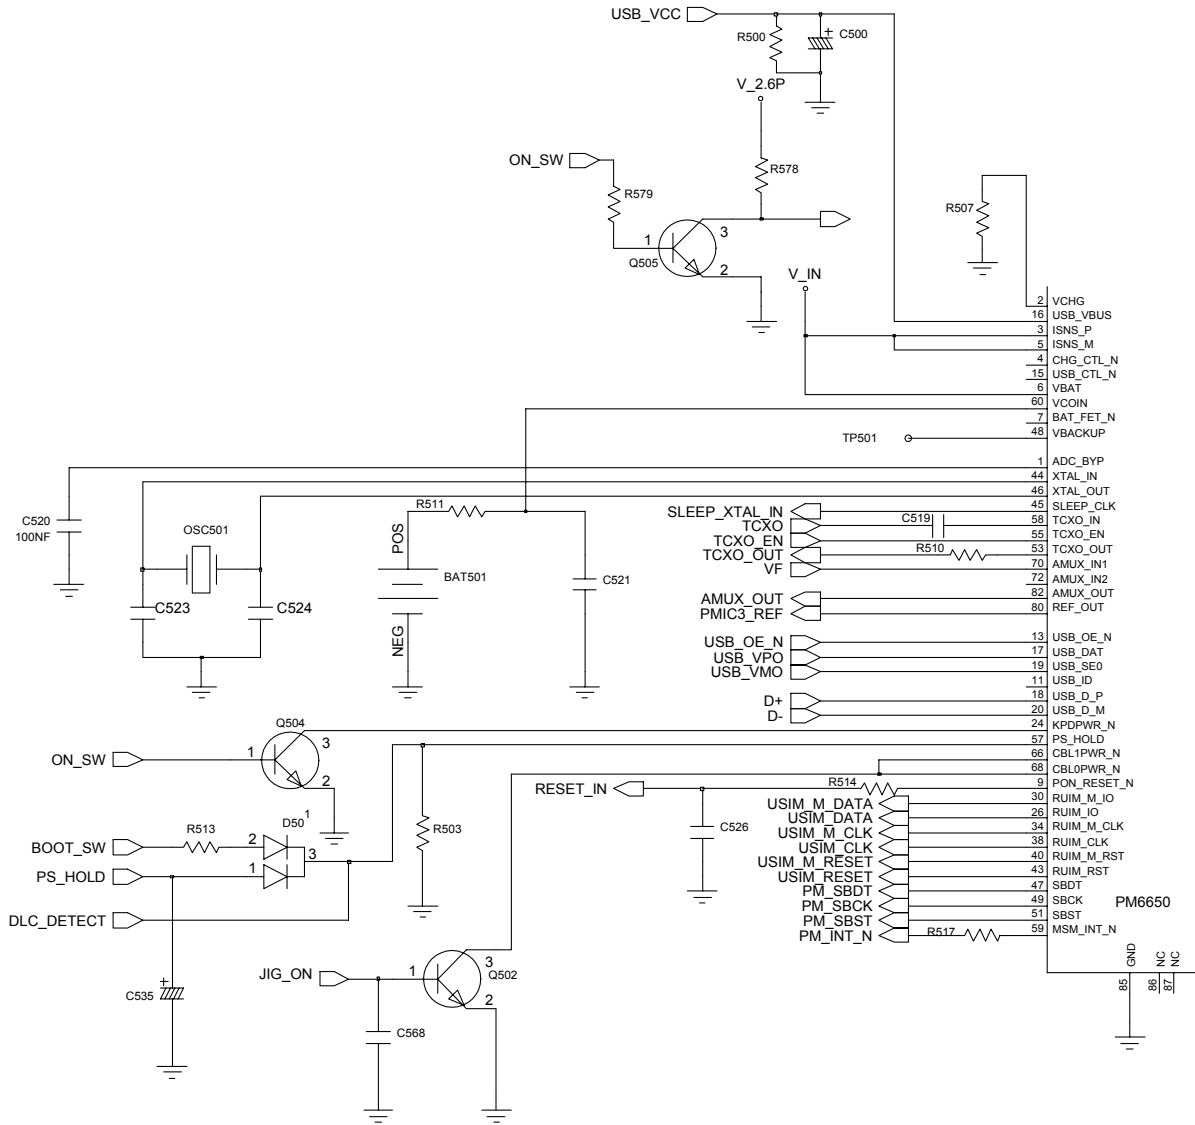 USB_VCC
R500
+
C500
V_2.6P
ON_SW
R579
R578
1
3
2
Q505
R507
V_IN
2 VCHG
16 USB_VBUS
3 ISNS_P
5 ISNS_M
4 CHG_CTL_N
15 USB_CTL_N
6 VBAT
60 VCOIN
7 BAT_FET_N
TP501
48 VBACKUP
1 ADC_BYP
44 XTAL_IN
46 XTAL_OUT
SLEEP_XTAL_IN
45 SLEEP_CLK
TCXO
C519
58 TCXO_IN
TCXO_EN
55 TCXO_EN
TCXO_OUT
R510
53 TCXO_OUT
VF
70 AMUX_IN1
72 AMUX_IN2
AMUX_OUT
82 AMUX_OUT
PMIC3_REF
80 REF_OUT
C520
100NF
OSC501
C523
C524
R511
POS
BAT501
NEG
C521
USB_OE_N
13 USB_OE_N
USB_VPO
17 USB_DAT
USB_VMO
19 USB_SE0
11 USB_ID
D+
18 USB_D_P
D-
20 USB_D_M
24 KPDPWR_N
57 PS_HOLD
66 CBL1PWR_N
68 CBL0PWR_N
RESET_IN
R514
9 PON_RESET_N
USIM_M_DATA
30 RUIM_M_IO
USIM_DATA
26 RUIM_IO
USIM_M_CLK
34 RUIM_M_CLK
USIM_CLK
38 RUIM_CLK
USIM_M_RESET
40 RUIM_M_RST
USIM_RESET
43 RUIM_RST
PM_SBDT
47 SBDT
PM_SBCK
49 SBCK
PM_SBST
51 SBST
PM_INT_N
R517
59 MSM_INT_N
PM6650
GND
NC
NC
85
86
87
Q504
ON_SW
1
3
2
C526
R503
R513
D501
BOOT_SW
2
3
PS_HOLD
1
DLC_DETECT
+
C535
JIG_ON
1
3
Q502
2
C568